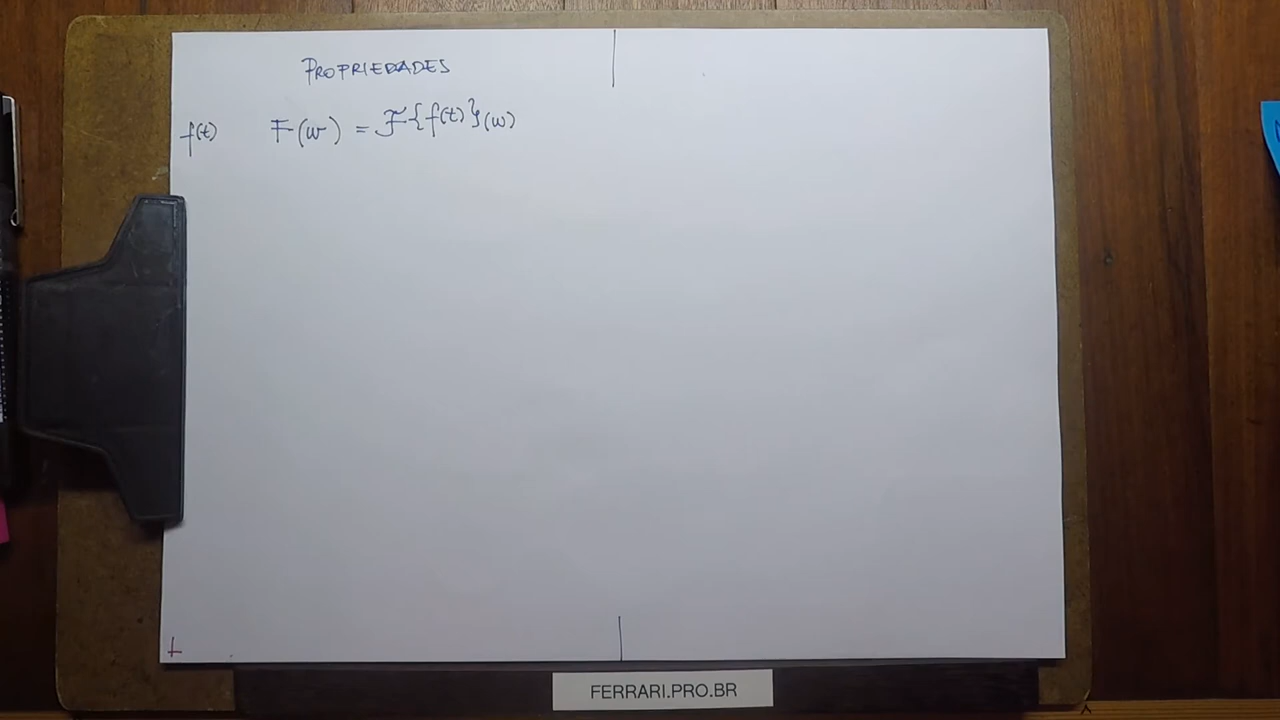 PROPRIEDADES
f(t) F(w) = ℱ{f(t)}(w)
FERRARI.PRO.BR